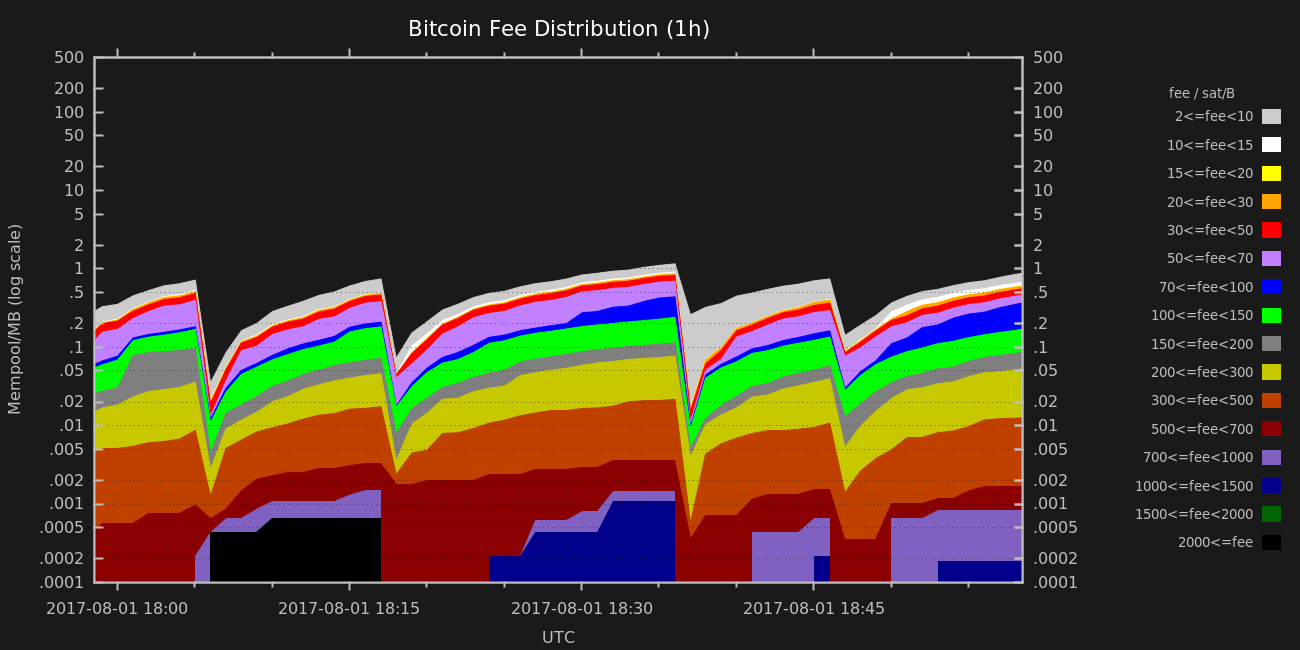 Bitcoin Fee Distribution (1h)
Mempool/MB (log scale)
500
200
100
50
20
10
5
2
1
.5
.2
.1
.05
.02
.01
.005
.002
.001
.0005
.0002
.0001
500
200
100
50
20
10
5
2
1
.5
.2
.1
.05
.02
.01
.005
.002
.001
.0005
.0002
.0001
2017-08-01 18:00
2017-08-01 18:15
2017-08-01 18:30
2017-08-01 18:45
UTC
fee / sat/B
2<=fee<10
10<=fee<15
15<=fee<20
20<=fee<30
30<=fee<50
50<=fee<70
70<=fee<100
100<=fee<150
150<=fee<200
200<=fee<300
300<=fee<500
500<=fee<700
700<=fee<1000
1000<=fee<1500
1500<=fee<2000
2000<=fee